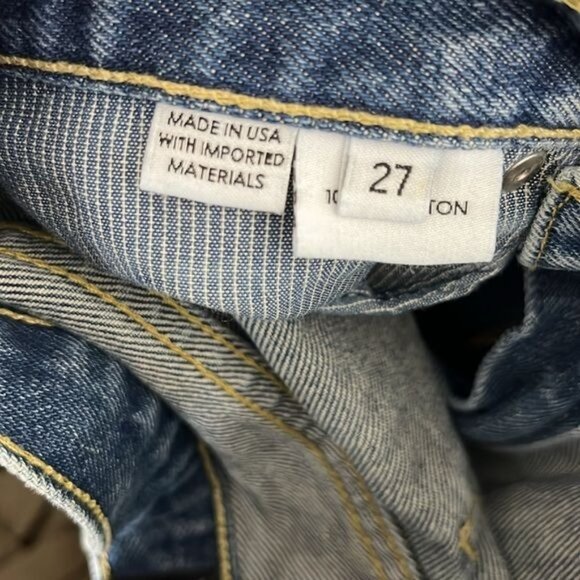 MADE IN USA
WITH IMPORTED
MATERIALS
27